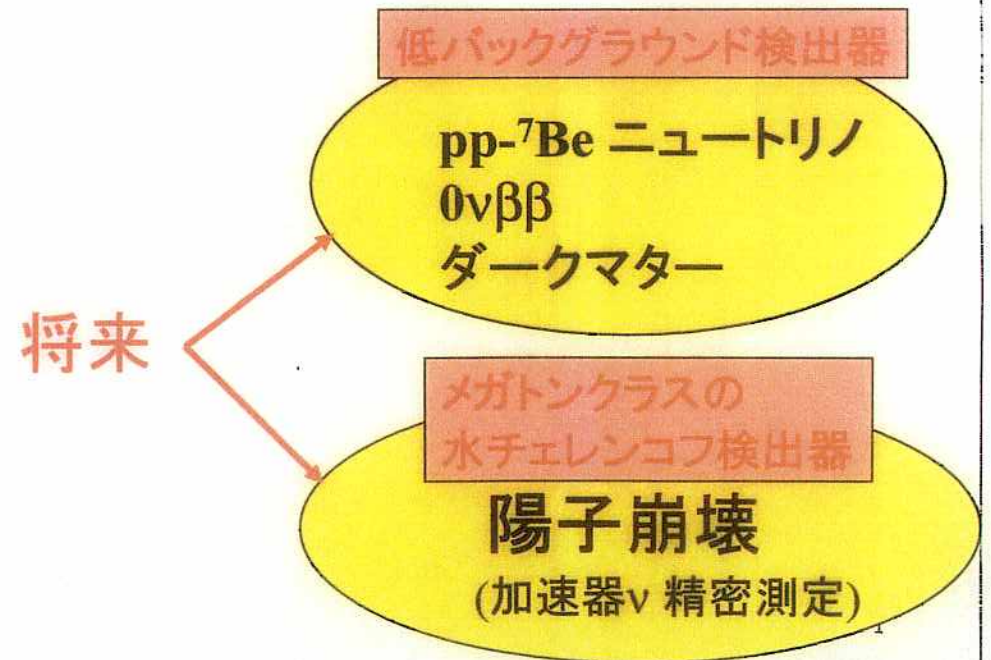 低バックグラウンド検出器
pp-⁷Be ニュートリノ
0νββ
ダークマター
将来
メガトンクラスの
水チェレンコフ検出器
陽子崩壊
(加速器ν 精密測定)